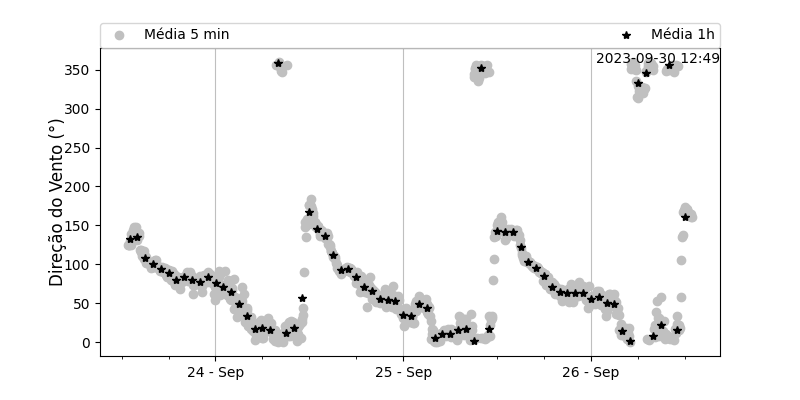 Média 5 min
Média 1h
2023-09-30 12:49
Direção do Vento (°)
350
300
250
200
150
100
50
0
24 - Sep
25 - Sep
26 - Sep